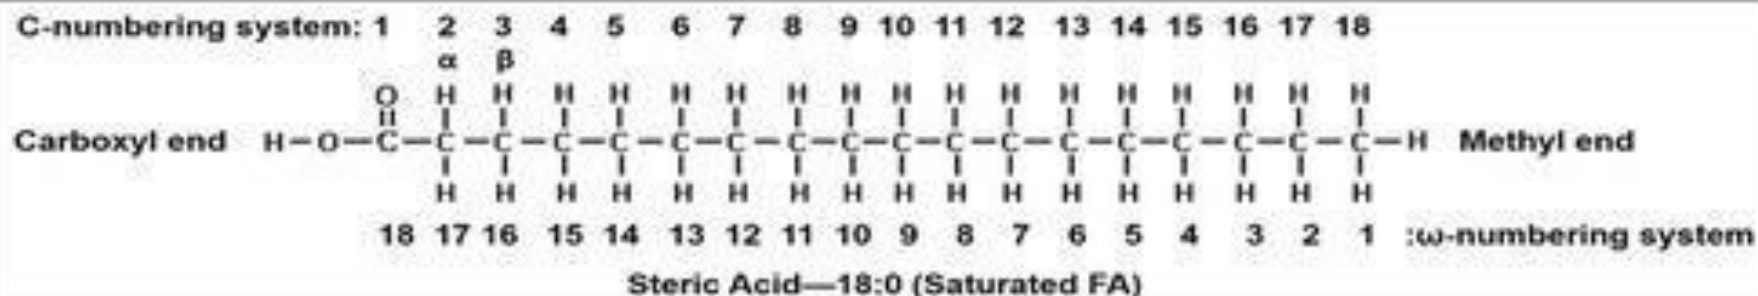 C-numbering system: 1 2 3 4 5 6 7 8 9 10 11 12 13 14 15 16 17 18
α β
O H H H H H H H H H H H H H H H H H
Carboxyl end H-O-C-C-C-C-C-C-C-C-C-C-C-C-C-C-C-C-C-C-H Methyl end
H H H H H H H H H H H H H H H H H
18 17 16 15 14 13 12 11 10 9 8 7 6 5 4 3 2 1 :ω-numbering system
Steric Acid—18:0 (Saturated FA)